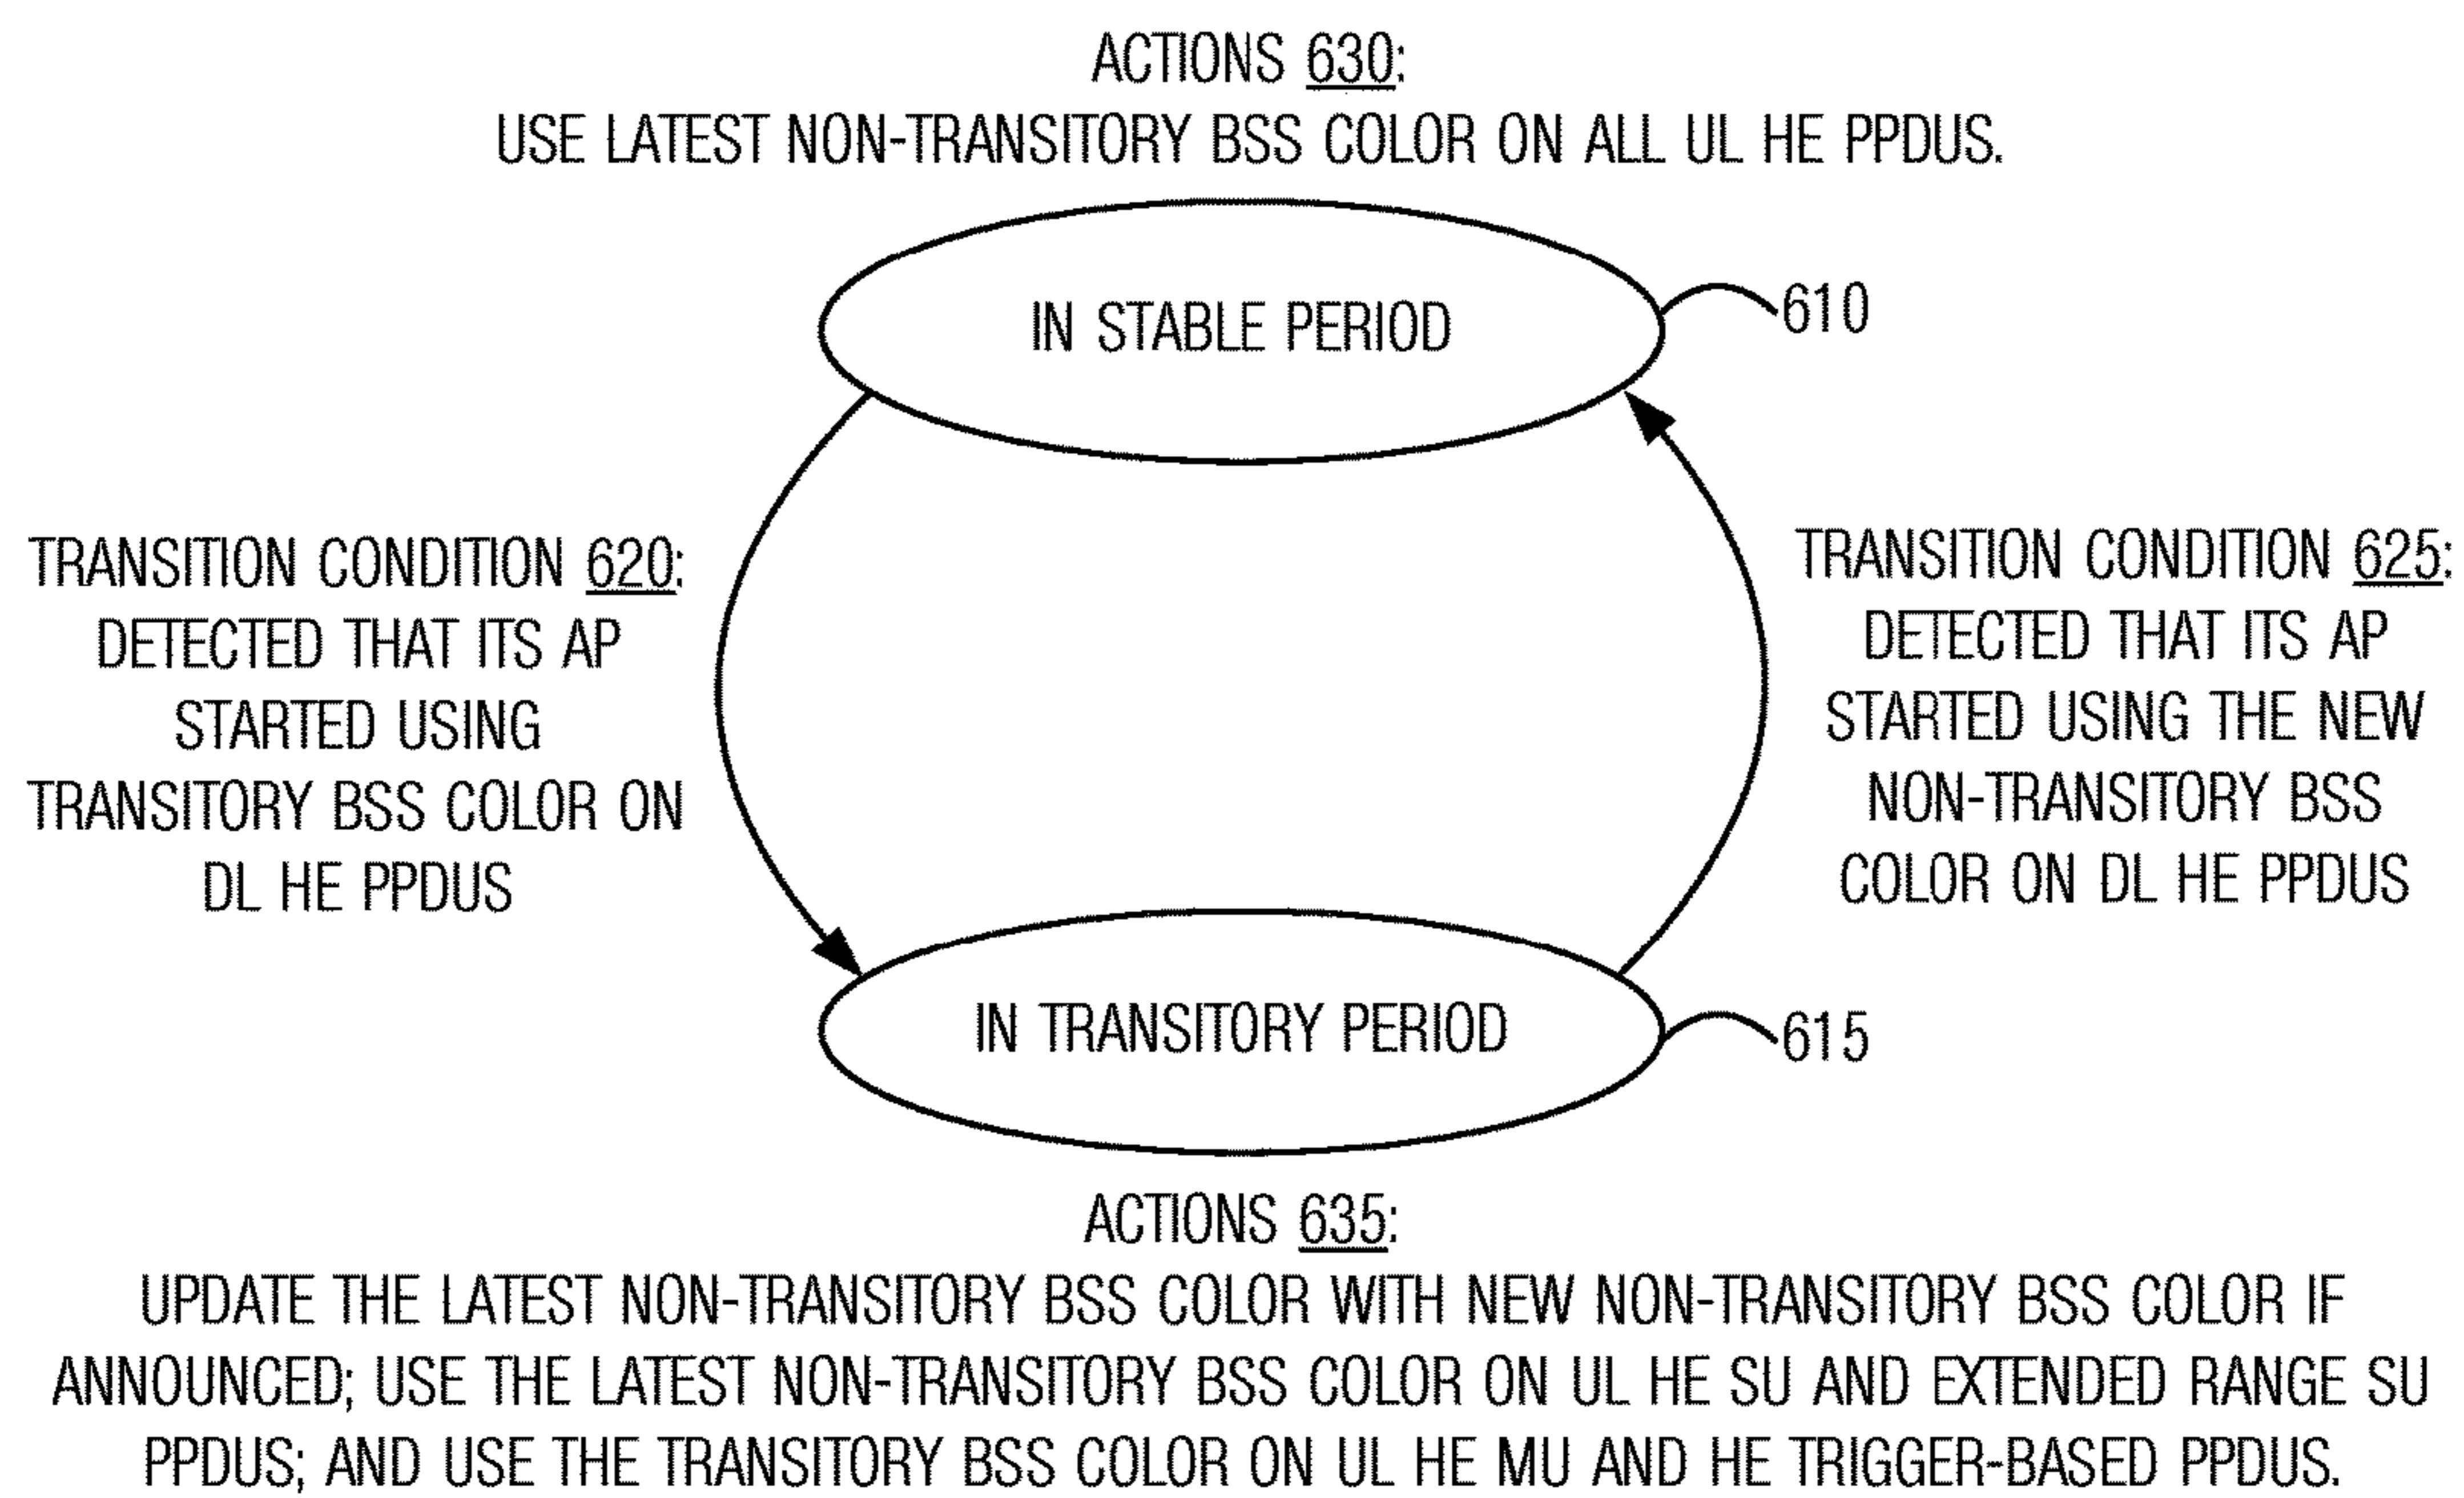 ACTIONS 630:
USE LATEST NON-TRANSITORY BSS COLOR ON ALL UL HE PPDUS.
IN STABLE PERIOD
610
TRANSITION CONDITION 620:
DETECTED THAT ITS AP
STARTED USING
TRANSITORY BSS COLOR ON
DL HE PPDUS
TRANSITION CONDITION 625:
DETECTED THAT ITS AP
STARTED USING THE NEW
NON-TRANSITORY BSS
COLOR ON DL HE PPDUS
IN TRANSITORY PERIOD
615
ACTIONS 635:
UPDATE THE LATEST NON-TRANSITORY BSS COLOR WITH NEW NON-TRANSITORY BSS COLOR IF
ANNOUNCED; USE THE LATEST NON-TRANSITORY BSS COLOR ON UL HE SU AND EXTENDED RANGE SU
PPDUS; AND USE THE TRANSITORY BSS COLOR ON UL HE MU AND HE TRIGGER-BASED PPDUS.